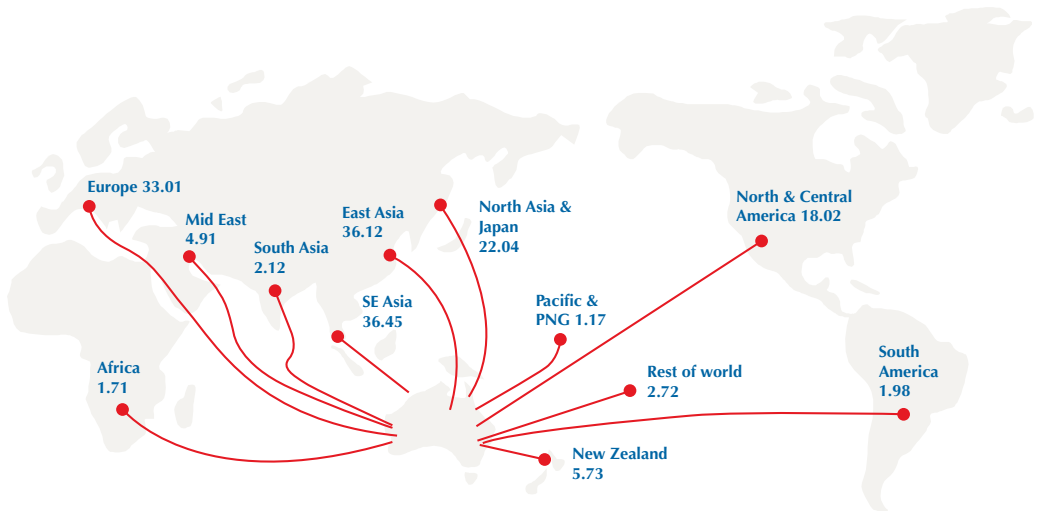 Europe 33.01
Mid East
4.91
South Asia
2.12
East Asia
36.12
North Asia &
Japan
22.04
SE Asia
36.45
Pacific &
PNG 1.17
North & Central
America 18.02
Africa
1.71
Rest of world
2.72
South
America
1.98
New Zealand
5.73